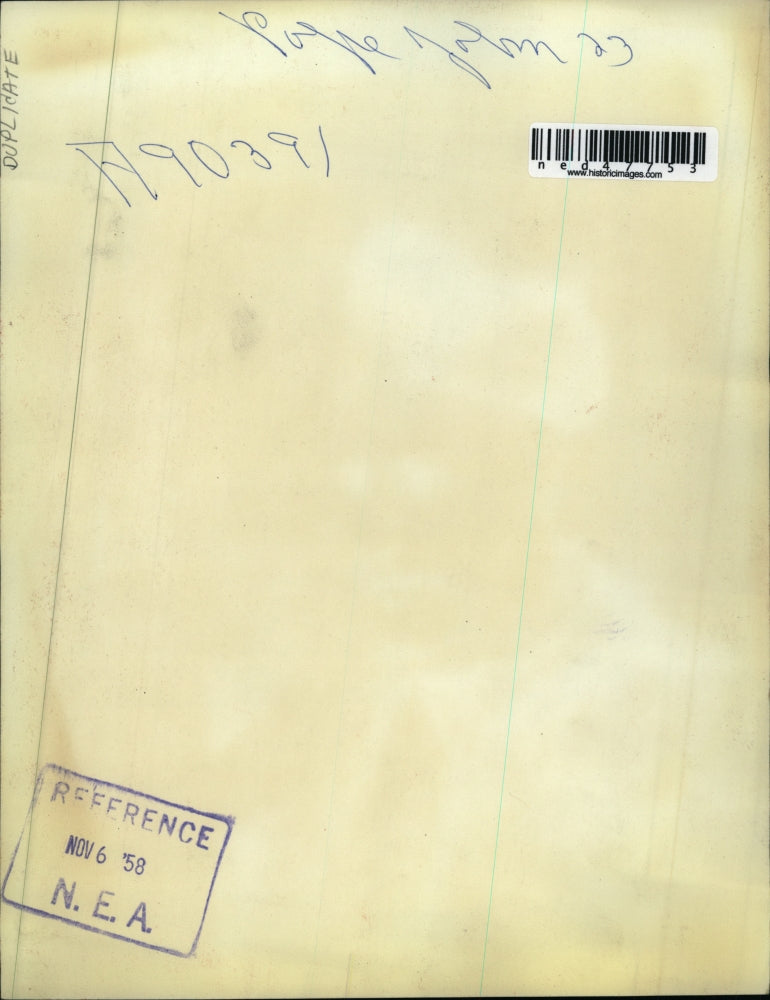 Pope John 23
DUPLICATE
A90391
ned47753
www.historicimages.com
REFERENCE
NOV 6 '58
N. E. A.